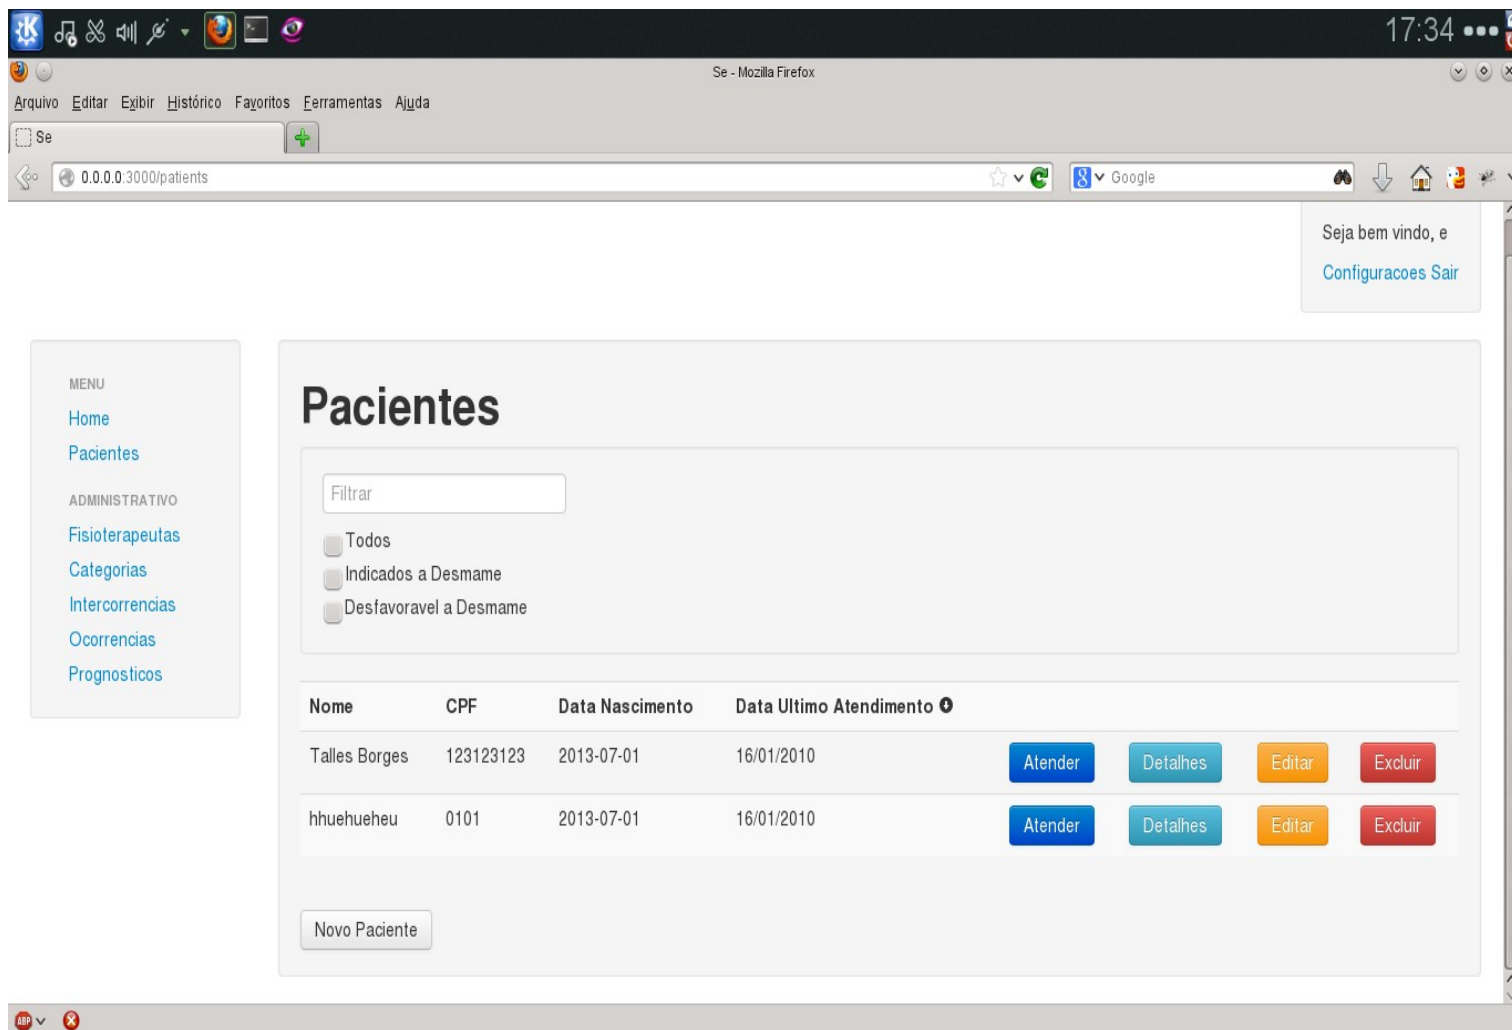 17:34
Se - Mozilla Firefox
Arquivo Editar Exibir Histórico Favoritos Ferramentas Ajuda
Se
0.0.0.0:3000/patients
8 Google
Seja bem vindo, e
Configuracoes Sair
MENU
Home
Pacientes
ADMINISTRATIVO
Fisioterapeutas
Categorias
Intercorrencias
Ocorrencias
Prognosticos
Pacientes
Filtrar
Todos
Indicados a Desmame
Desfavoravel a Desmame
Nome CPF Data Nascimento Data Ultimo Atendimento
Talles Borges 123123123 2013-07-01 16/01/2010 Atender Detalhes Editar Excluir
hhuehueheu 0101 2013-07-01 16/01/2010 Atender Detalhes Editar Excluir
Novo Paciente
ABP